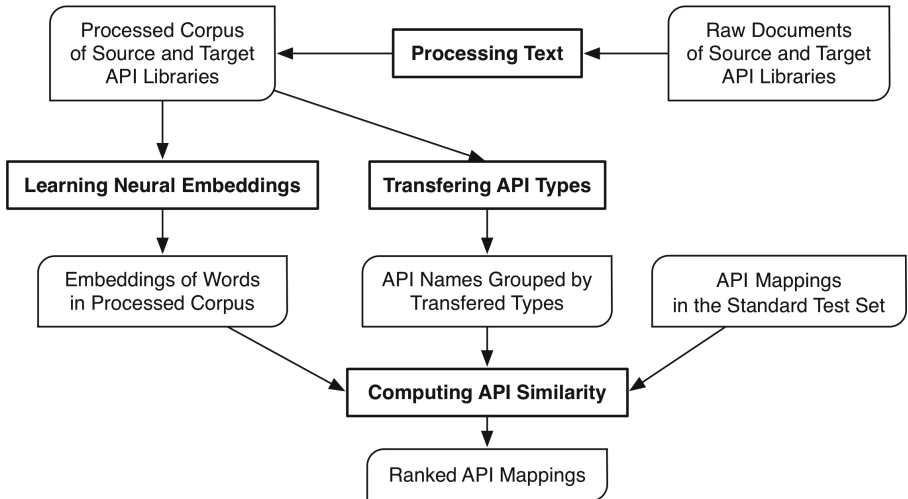 Processed Corpus
of Source and Target
API Libraries
Processing Text
Raw Documents
of Source and Target
API Libraries
Learning Neural Embeddings
Transfering API Types
Embeddings of Words
in Processed Corpus
API Names Grouped by
Transfered Types
API Mappings
in the Standard Test Set
Computing API Similarity
Ranked API Mappings